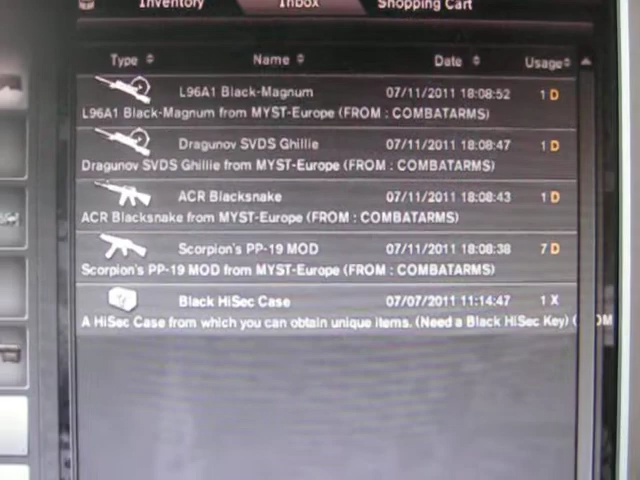 Inventory Inbox Shopping Cart
Type Name Date Usage
L96A1 Black-Magnum 07/11/2011 18:08:52 1 D
L96A1 Black-Magnum from MYST-Europe (FROM : COMBATARMS)
Dragunov SVDS Ghillie 07/11/2011 18:08:47 1 D
Dragunov SVDS Ghillie from MYST-Europe (FROM : COMBATARMS)
ACR Blacksnake 07/11/2011 18:08:43 1 D
ACR Blacksnake from MYST-Europe (FROM : COMBATARMS)
Scorpion's PP-19 MOD 07/11/2011 18:08:38 7 D
Scorpion's PP-19 MOD from MYST-Europe (FROM : COMBATARMS)
Black HiSec Case 07/07/2011 11:14:47 1 X
A HiSec Case from which you can obtain unique items. (Need a Black HiSec Key) (